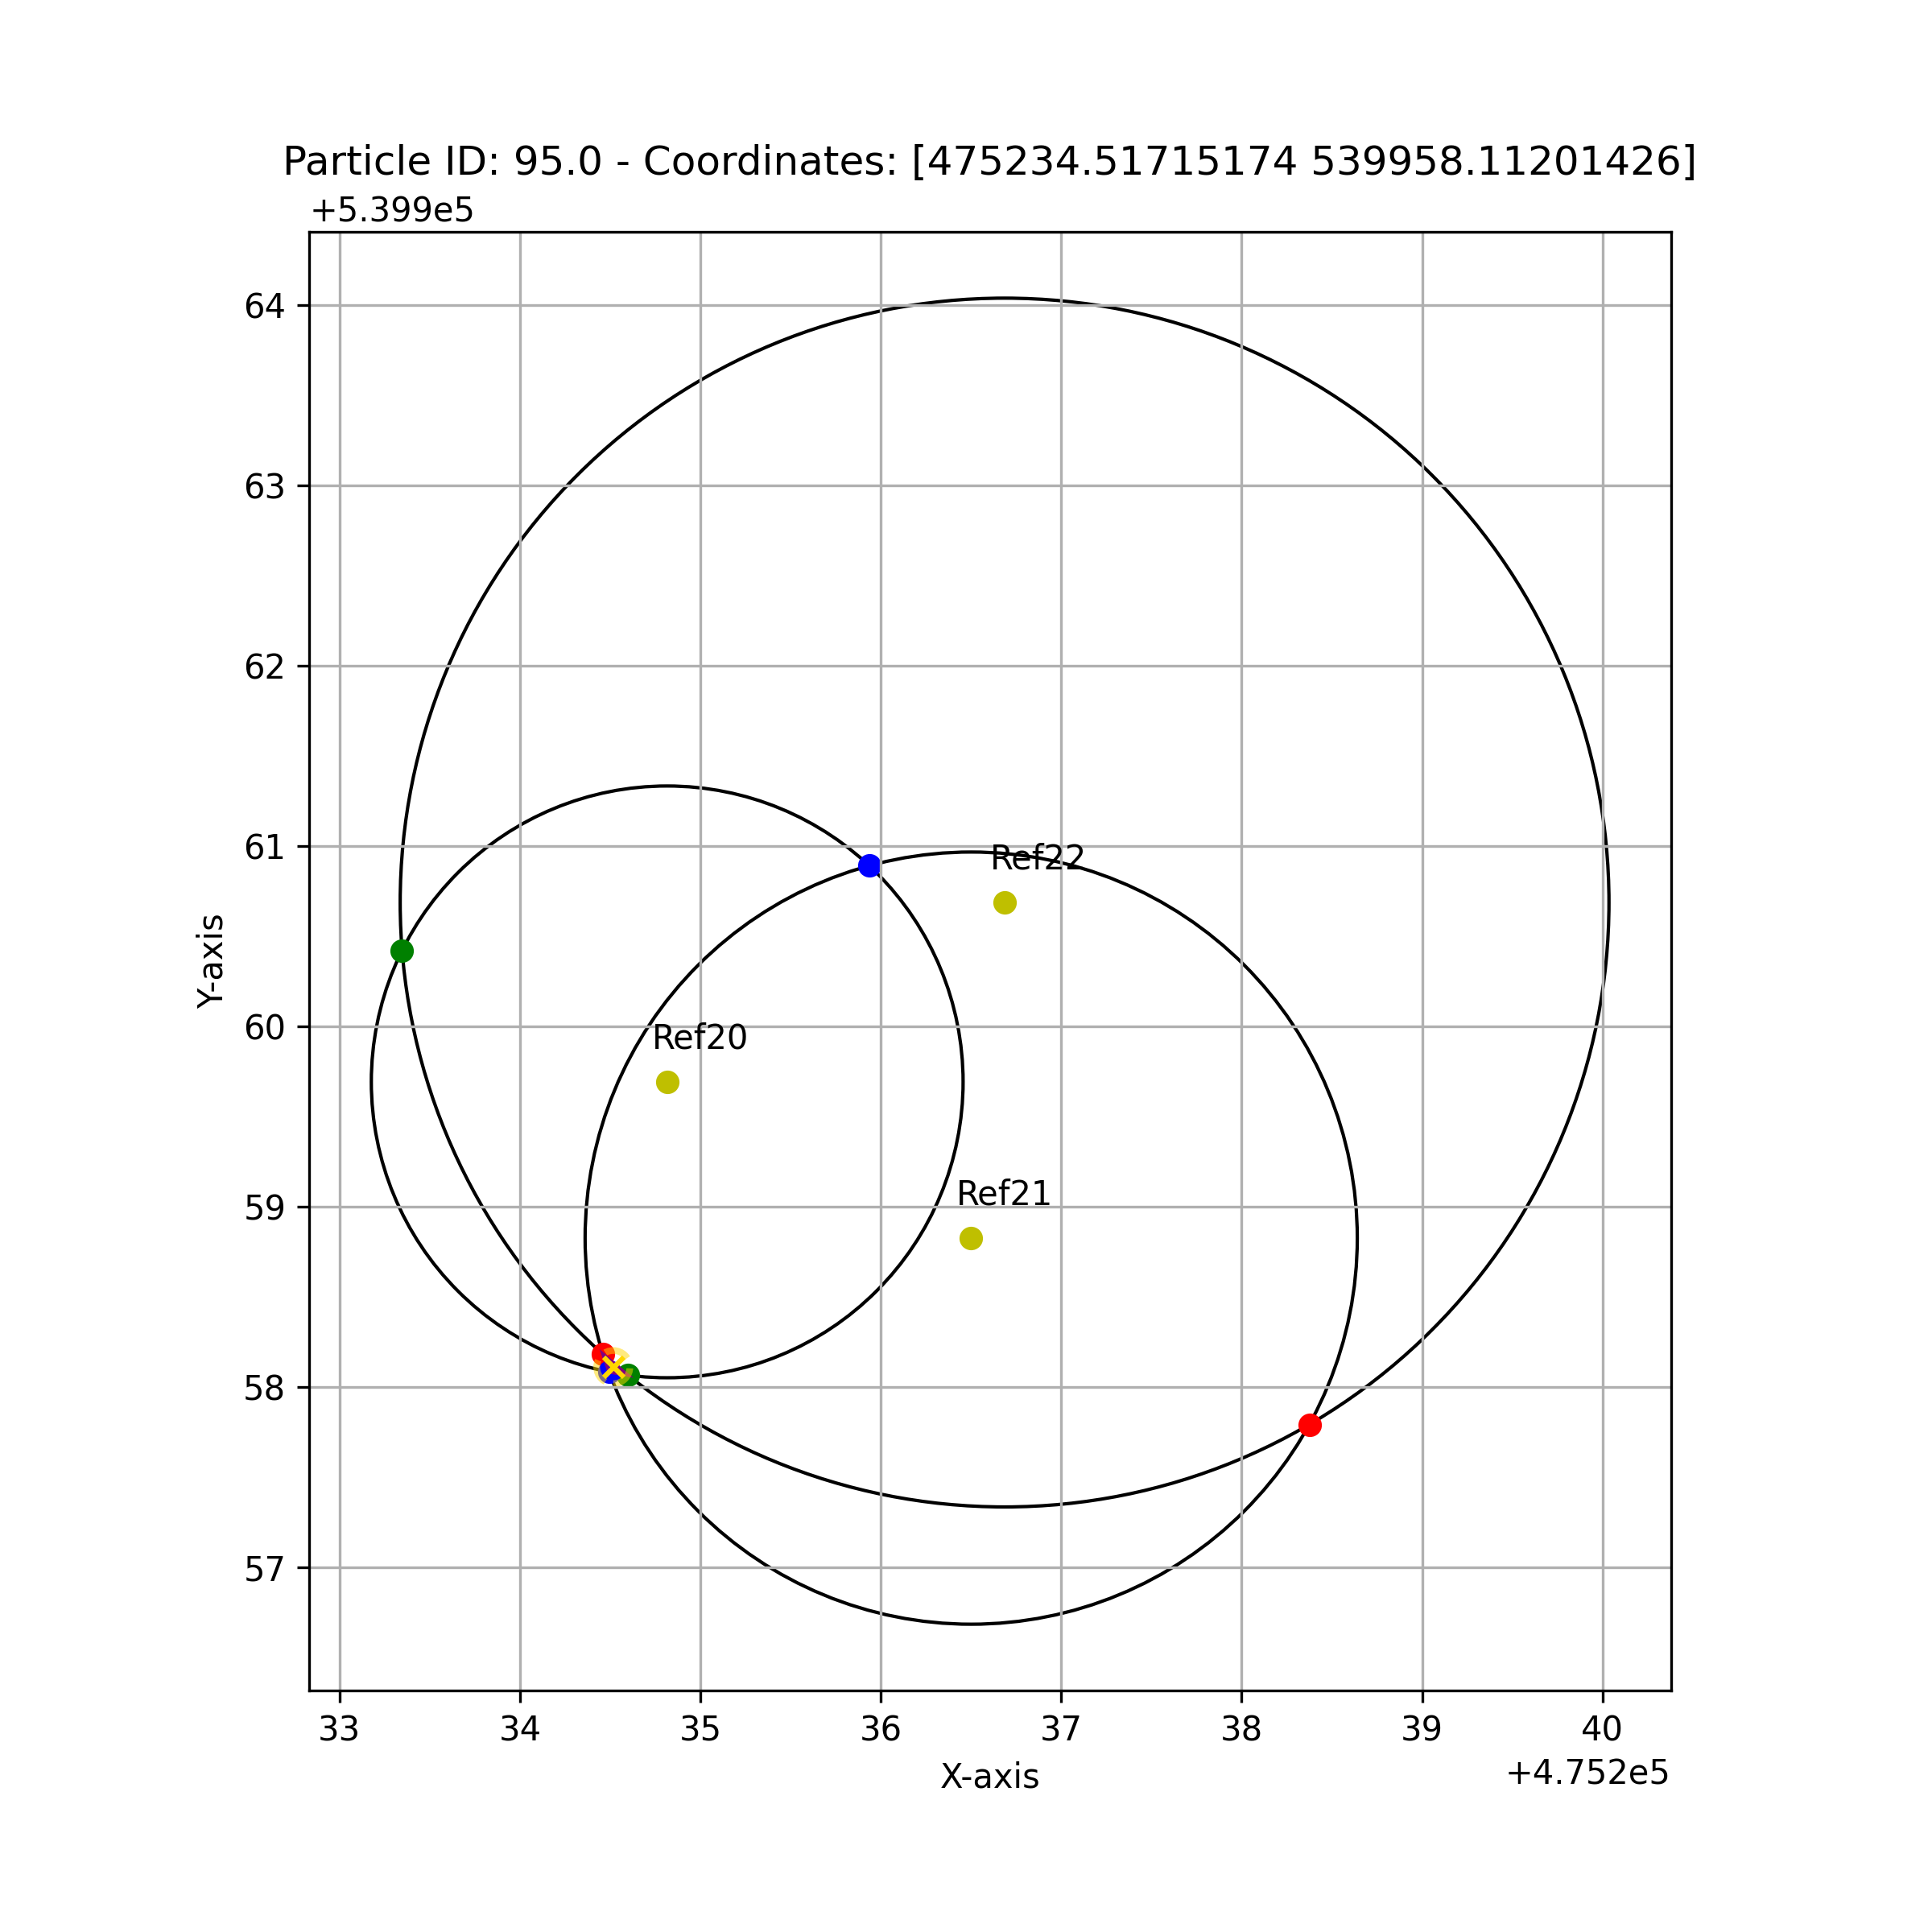 Particle ID: 95.0 - Coordinates: [475234.51715174 539958.11201426]
+5.399e5
64
63
62
61
60
59
58
57
Y-axis
Ref22
Ref20
Ref21
33 34 35 36 37 38 39 40
X-axis
+4.752e5